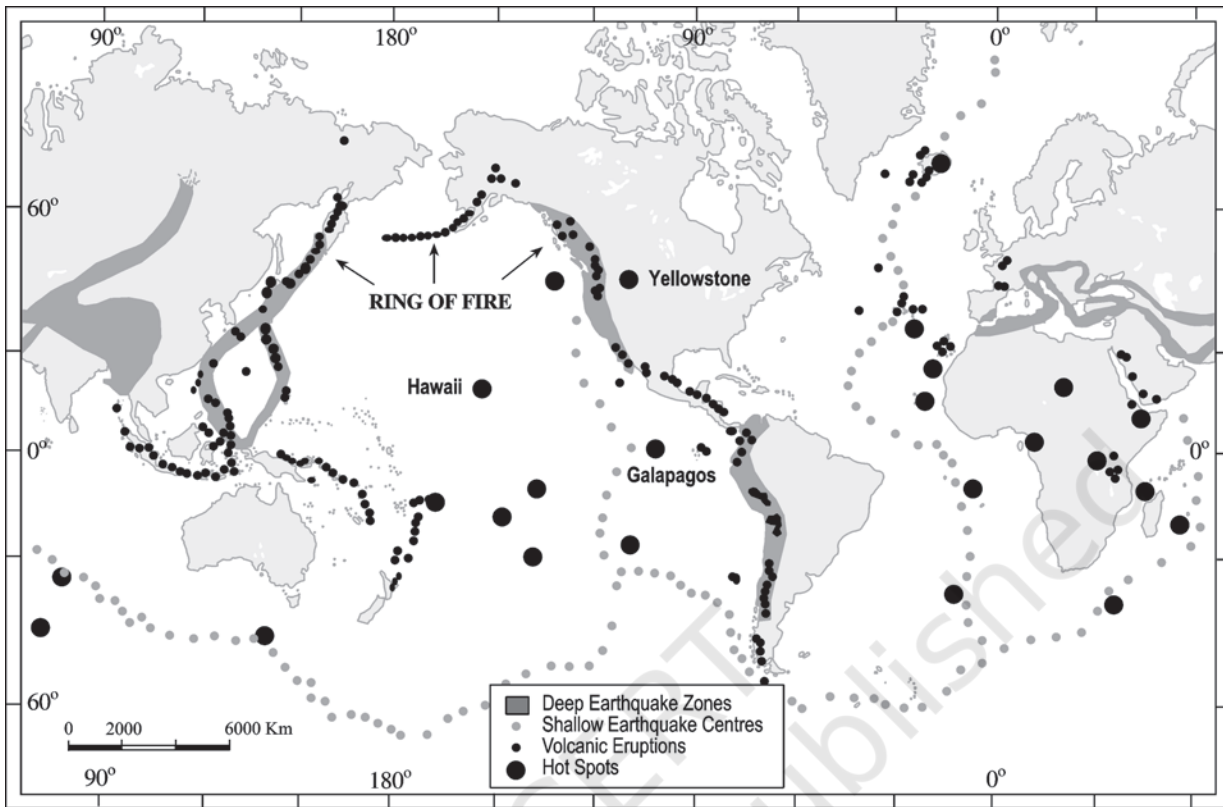 90º 180º 90º 0º
60º
Yellowstone
RING OF FIRE
Hawaii
0º 0º
Galapagos
60º
0 2000 6000 Km
Deep Earthquake Zones
Shallow Earthquake Centres
Volcanic Eruptions
Hot Spots
90º 180º 0º